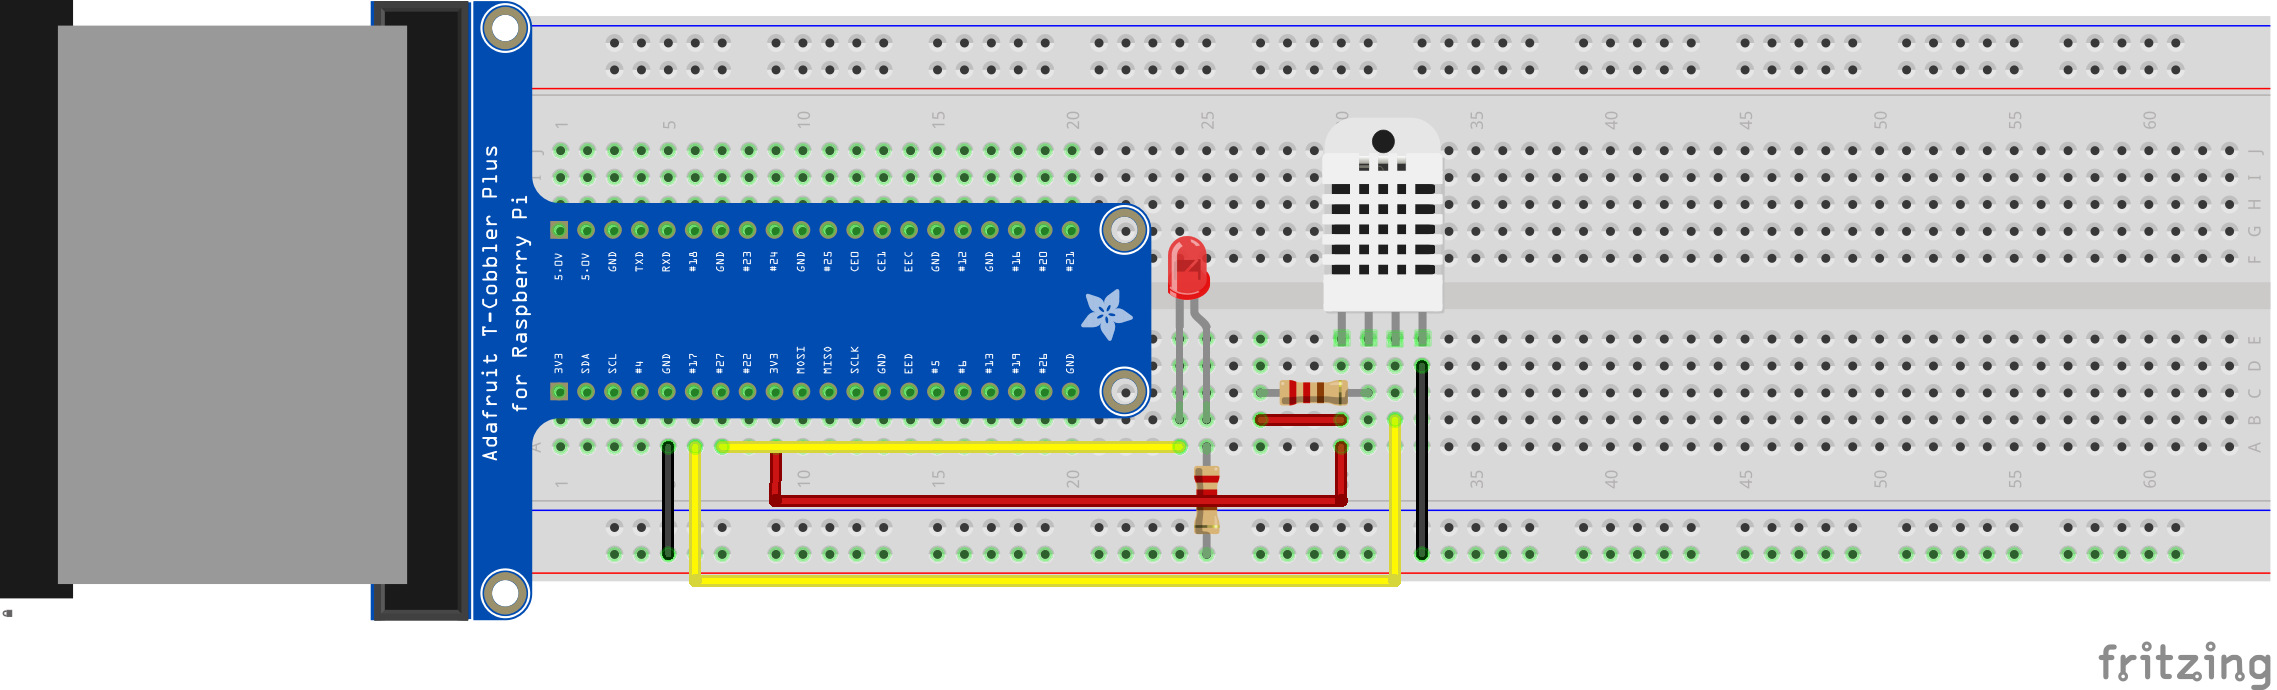 1 5 10 15 20 25 30 35 40 45 50 55 60
J J
I I
H
G
F
Adafruit T-Cobbler Plus
for Raspberry Pi
5.0V 5.0V GND TXD RXD #18 GND #23 #24 GND #25 CE0 CE1 EEC GND #12 GND #16 #20 #21
3V3 SDA SCL #4 GND #17 #27 #22 3V3 MOSI MISO SCLK GND EED #5 #6 #13 #19 #26 GND
E
D
C
B
A A
1 10 15 20 35 40 45 50 55 60
fritzing